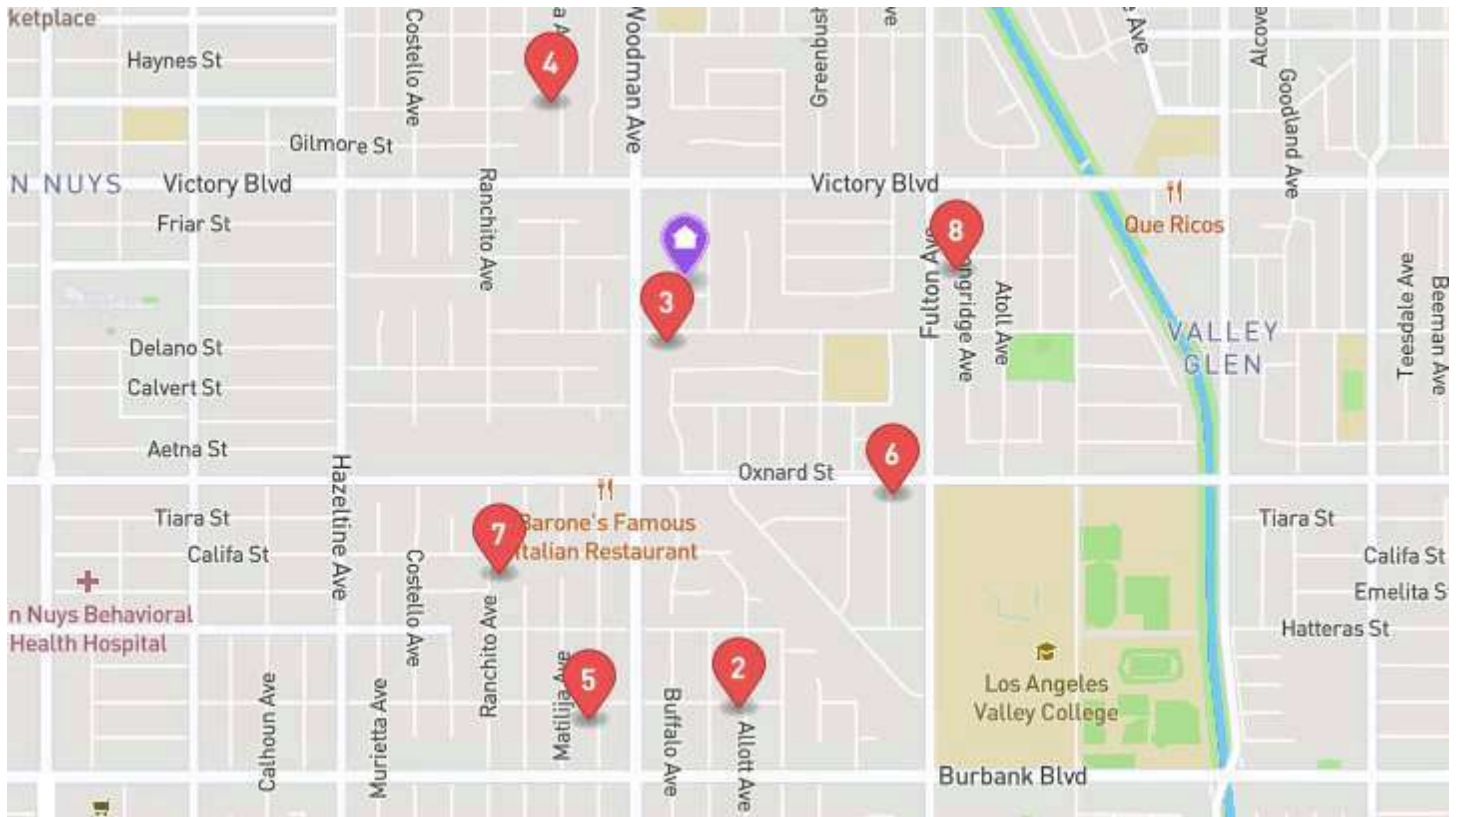 ketplace
Haynes St
Costello Ave
4
Woodman Ave
Greenbush
ve
Ave
Alcove
Goodland Ave
Gilmore St
N NUYS
Victory Blvd
Victory Blvd
Ranchito Ave
Friar St
Que Ricos
8
Fulton Ave
ongridge Ave
Atoll Ave
3
Teesdale Ave
Beeman Ave
VALLEY
GLEN
Delano St
Calvert St
Aetna St
6
Oxnard St
Hazeltine Ave
Tiara St
Califa St
7
Barone's Famous
Italian Restaurant
Tiara St
Califa St
Emelita S
Hatteras St
n Nuys Behavioral
Health Hospital
Costello Ave
Ranchito Ave
Matilija Ave
5
2
Buffalo Ave
Allott Ave
Calhoun Ave
Murietta Ave
Los Angeles
Valley College
Burbank Blvd